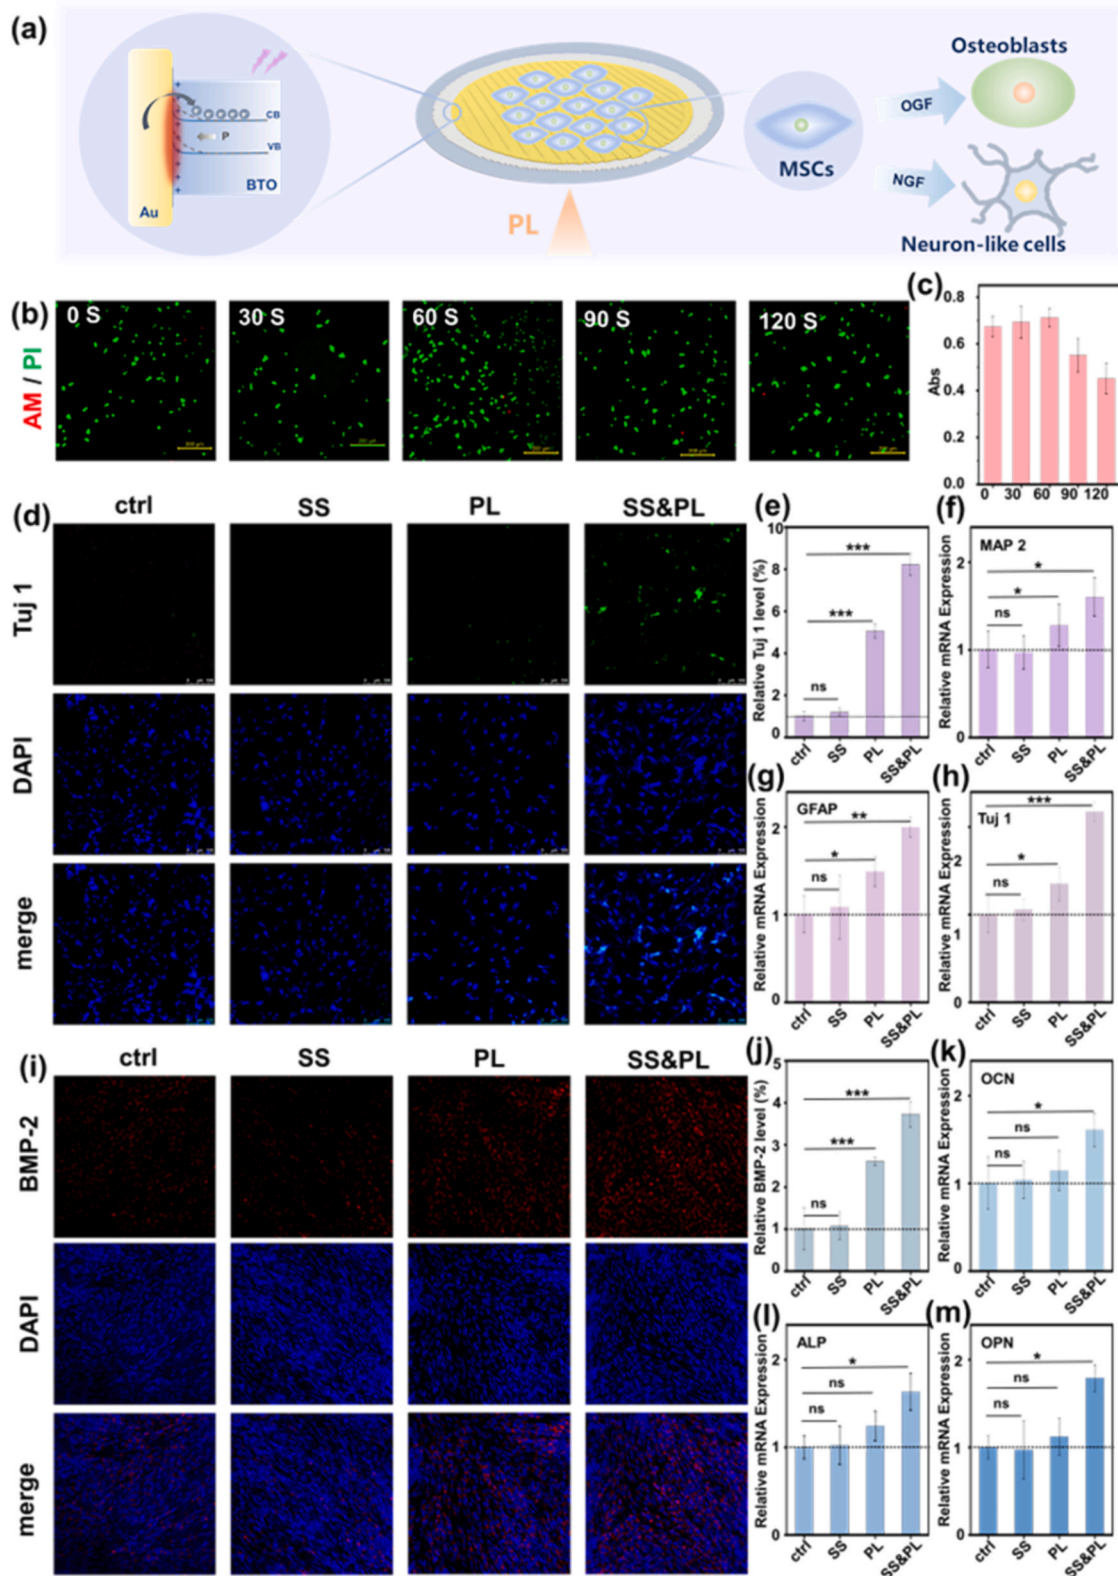 (a)
Au
CB
P
VB
BTO
PL
MSCs
OGF
NGF
Osteoblasts
Neuron-like cells
(b)
AM / PI
0 S
30 S
60 S
90 S
120 S
(c)
Abs
0.8
0.6
0.4
0.2
0.0
0 30 60 90 120
(d)
ctrl SS PL SS&PL
Tuj 1
DAPI
merge
(e)
Relative Tuj 1 level (%)
10
8
6
4
2
1
0
ns
***
***
ctrl SS PL SS&PL
(f)
MAP 2
Relative mRNA Expression
2
1
0
ns
*
*
ctrl SS PL SS&PL
(g)
GFAP
Relative mRNA Expression
2
1
0
ns
*
**
ctrl SS PL SS&PL
(h)
Tuj 1
Relative mRNA Expression
2
1
0
ns
*
***
ctrl SS PL SS&PL
(i)
ctrl SS PL SS&PL
BMP-2
DAPI
merge
(j)
Relative BMP-2 level (%)
5
4
3
2
1
0
ns
***
***
ctrl SS PL SS&PL
(k)
OCN
Relative mRNA Expression
2
1
0
ns
ns
*
ctrl SS PL SS&PL
(l)
ALP
Relative mRNA Expression
2
1
0
ns
ns
*
ctrl SS PL SS&PL
(m)
OPN
Relative mRNA Expression
2
1
0
ns
ns
*
ctrl SS PL SS&PL